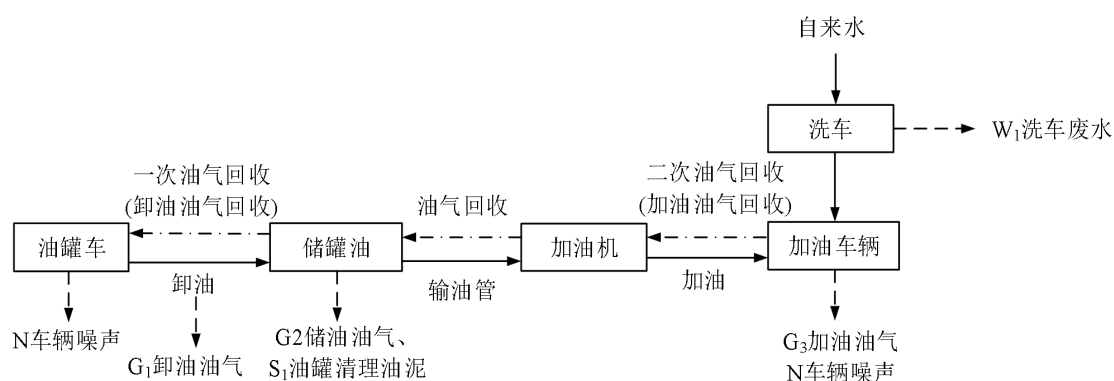 自来水
洗车
W₁洗车废水
一次油气回收
(卸油油气回收)
油气回收
二次油气回收
(加油油气回收)
油罐车
储罐油
加油机
加油车辆
卸油
输油管
加油
N车辆噪声
G₁卸油油气
G2储油油气、
S₁油罐清理油泥
G₃加油油气
N车辆噪声